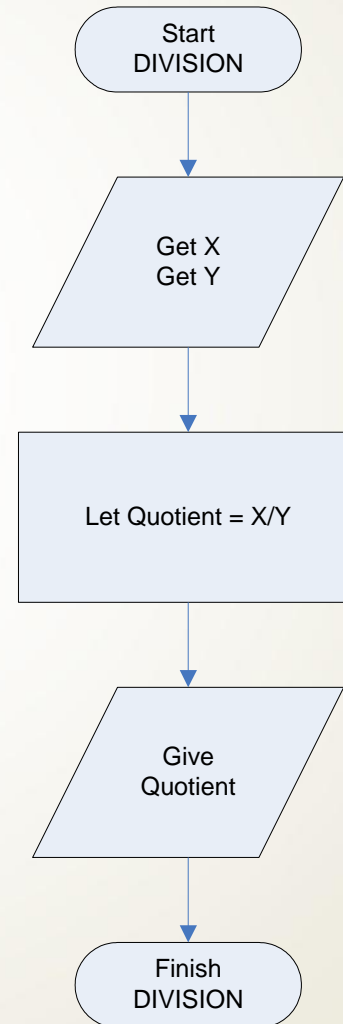 Start
DIVISION
Get X
Get Y
Let Quotient = X/Y
Give
Quotient
Finish
DIVISION